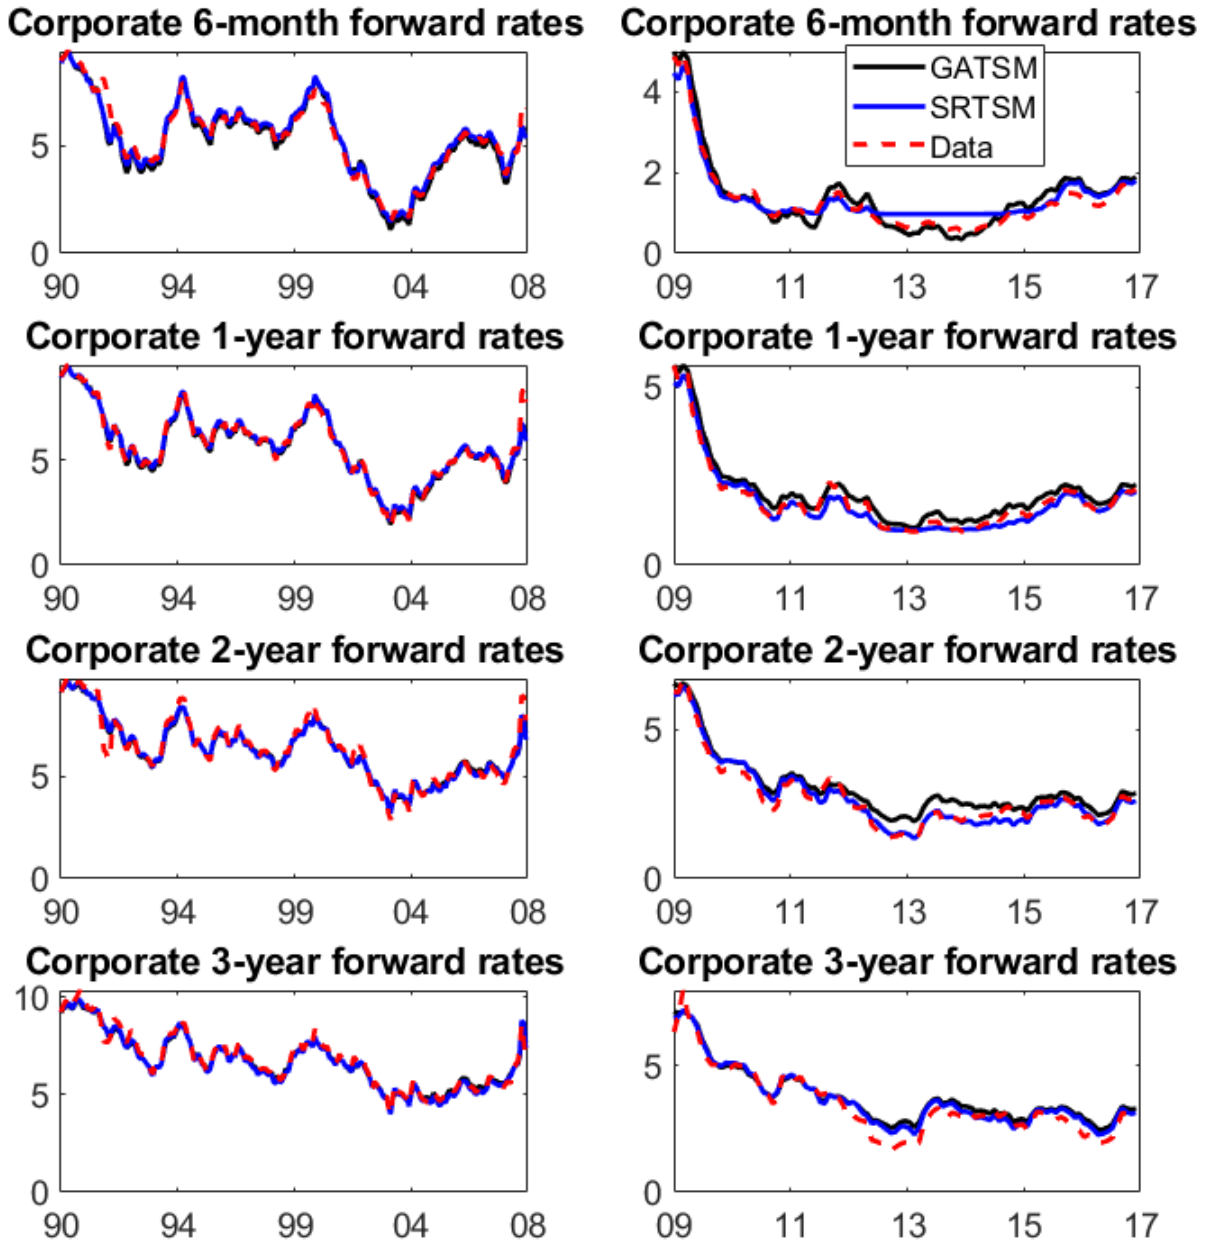 Corporate 6-month forward rates
5
0
90 94 99 04 08
Corporate 6-month forward rates
GATSM
SRTSM
Data
4
2
0
09 11 13 15 17
Corporate 1-year forward rates
5
0
90 94 99 04 08
Corporate 1-year forward rates
5
0
09 11 13 15 17
Corporate 2-year forward rates
5
0
90 94 99 04 08
Corporate 2-year forward rates
5
0
09 11 13 15 17
Corporate 3-year forward rates
10
5
0
90 94 99 04 08
Corporate 3-year forward rates
5
0
09 11 13 15 17